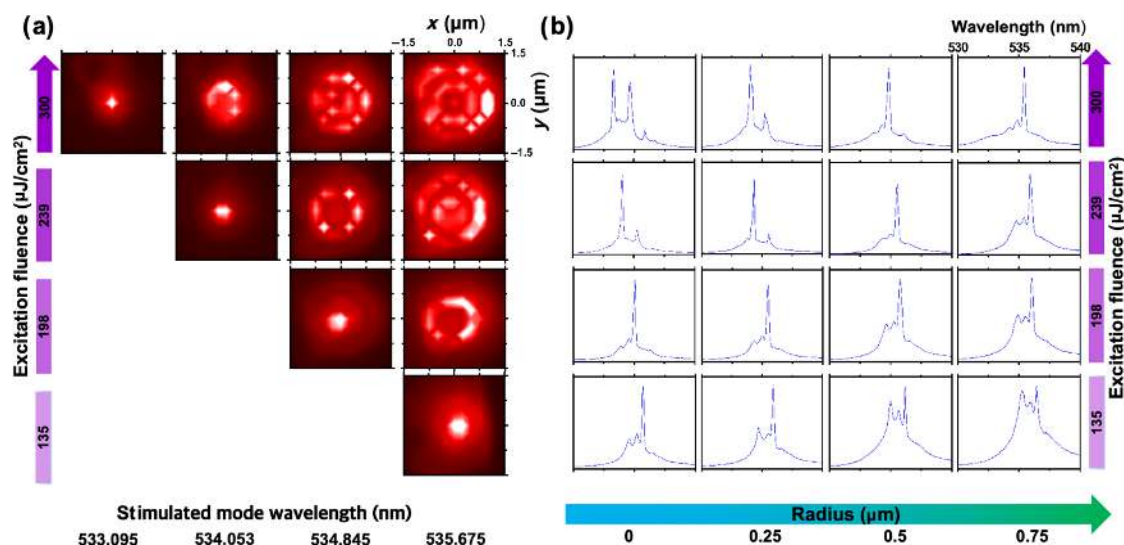 (a)
x (μm)
−1.5 0.0 1.5
(b)
Wavelength (nm)
530 535 540
Excitation fluence (μJ/cm²)
300
239
198
135
1.5
0.0
−1.5
y (μm)
300
239
198
135
Excitation fluence (μJ/cm²)
Stimulated mode wavelength (nm)
533.095 534.053 534.845 535.675
Radius (μm)
0 0.25 0.5 0.75